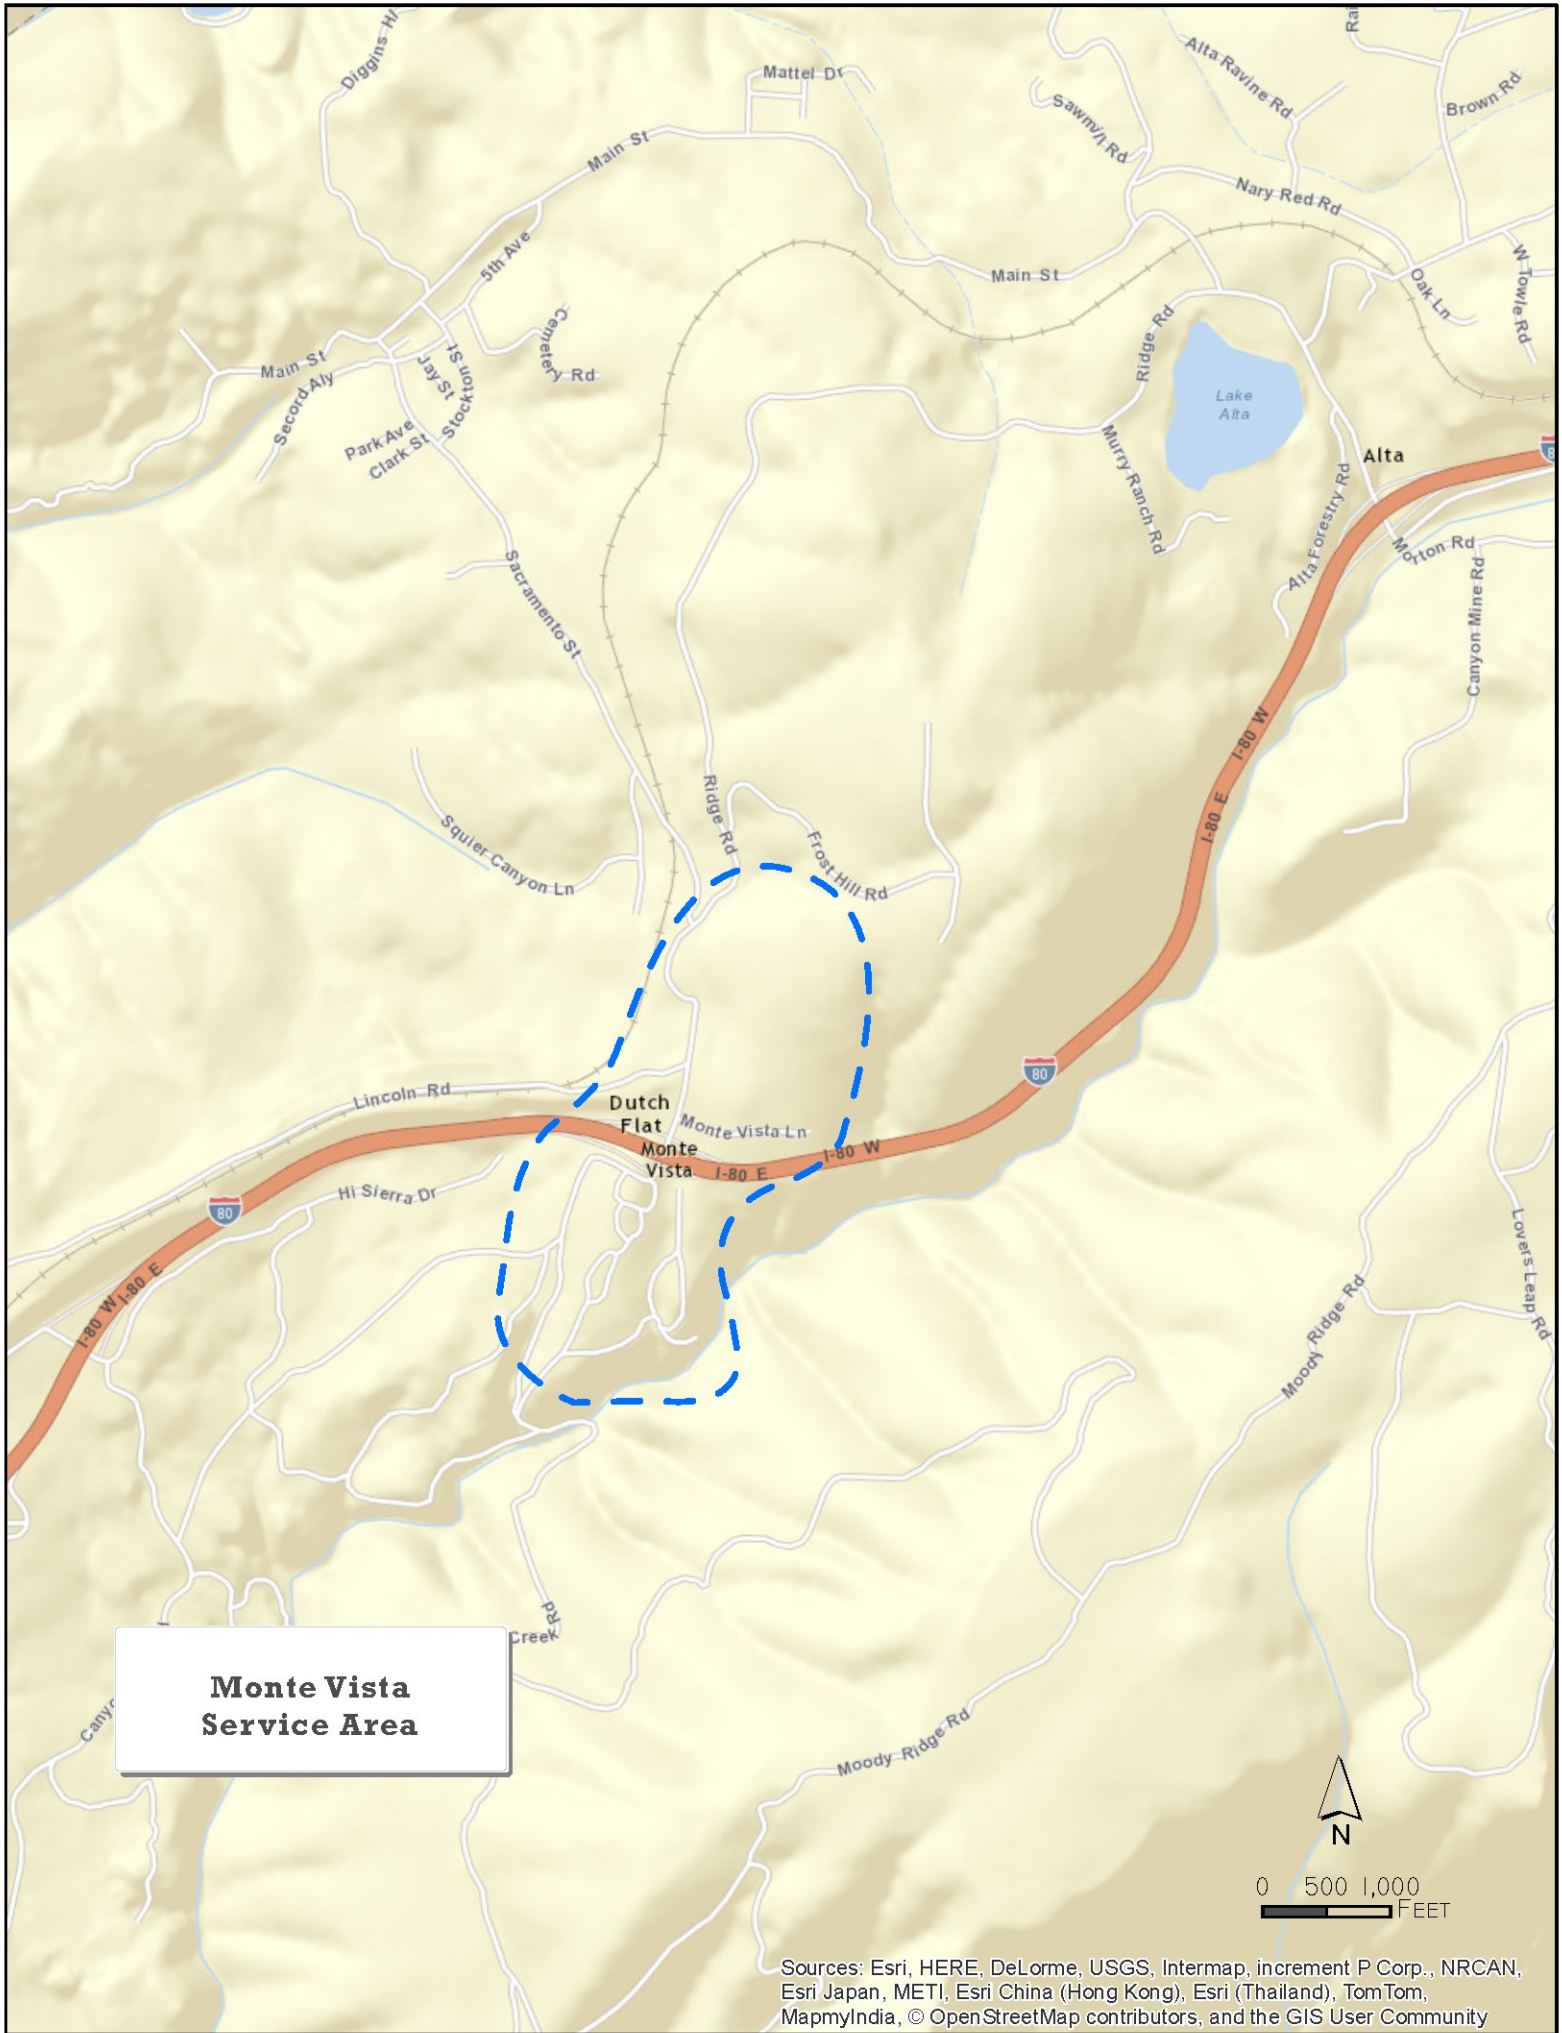 Diggins H
Mattel Dr
Main St
Alta Ravine Rd
Rai
Brown Rd
Sawmill Rd
Nary Red Rd
5th Ave
Main St
Oak Ln
W Towle Rd
Cemetery Rd
Ridge Rd
Main St
Second Aly
Jay St
Stockton St
Park Ave
Clark St
Lake
Alta
Alta
80
Murry Ranch Rd
Alta Forestry Rd
Morton Rd
Canyon Mine Rd
Sacramento St
I-80 W
I-80 E
Ridge Rd
Squier Canyon Ln
Frost Hill Rd
80
Lincoln Rd
Dutch
Flat
Monte Vista Ln
Monte
Vista
I-80 E
I-80 W
Hi Sierra Dr
80
I-80 W
I-80 E
Lovers Leap Rd
Moody Ridge Rd
Creek Rd
Canyo
Moody Ridge Rd
Monte Vista
Service Area
N
0 500 1,000
FEET
Sources: Esri, HERE, DeLorme, USGS, Intermap, increment P Corp., NRCAN,
Esri Japan, METI, Esri China (Hong Kong), Esri (Thailand), TomTom,
MapmyIndia, © OpenStreetMap contributors, and the GIS User Community